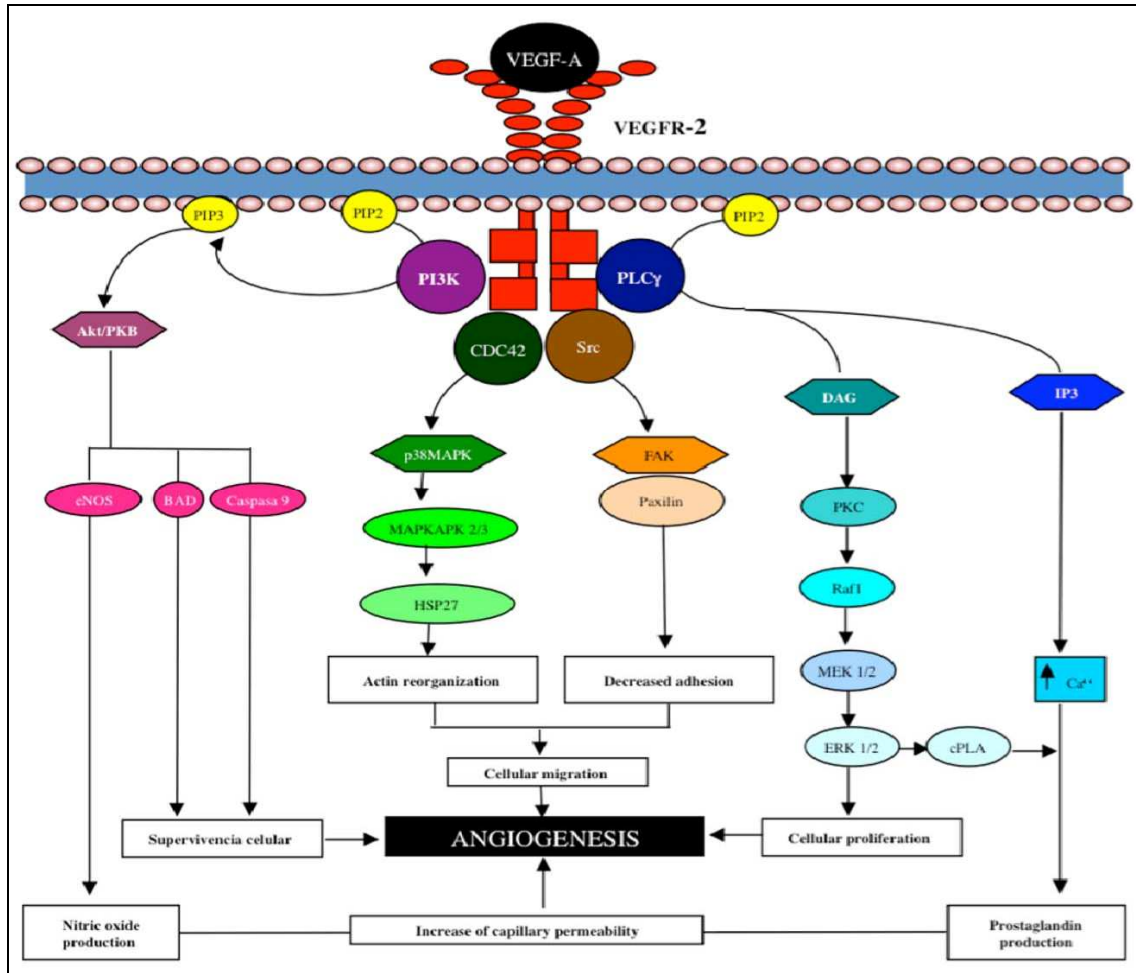 VEGF-A
VEGFR-2
PIP3
PIP2
PIP2
PI3K
PLCγ
Akt/PKB
CDC42
Src
DAG
IP3
p38MAPK
FAK
eNOS
BAD
Caspasa 9
Paxilin
PKC
MAPKAPK 2/3
Raf1
HSP27
Actin reorganization
Decreased adhesion
MEK 1/2
Ca++
ERK 1/2
cPLA
Cellular migration
Supervivencia celular
ANGIOGENESIS
Cellular proliferation
Nitric oxide
production
Increase of capillary permeability
Prostaglandin
production